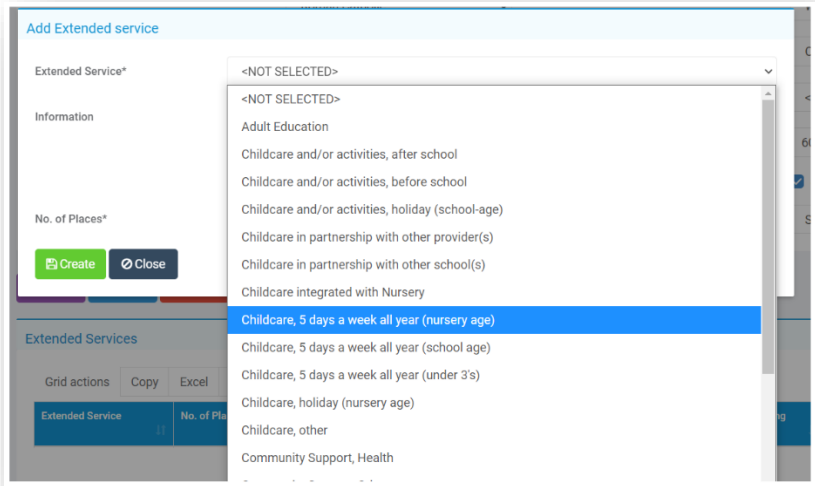 Add Extended service
Extended Service*
<NOT SELECTED>
<NOT SELECTED>
Information
Adult Education
Childcare and/or activities, after school
Childcare and/or activities, before school
Childcare and/or activities, holiday (school-age)
No. of Places*
Childcare in partnership with other provider(s)
Create
Close
Childcare in partnership with other school(s)
Childcare integrated with Nursery
Childcare, 5 days a week all year (nursery age)
Extended Services
Childcare, 5 days a week all year (school age)
Childcare, 5 days a week all year (under 3's)
Grid actions Copy Excel
Childcare, holiday (nursery age)
Extended Service No. of Pla
Childcare, other
Community Support, Health